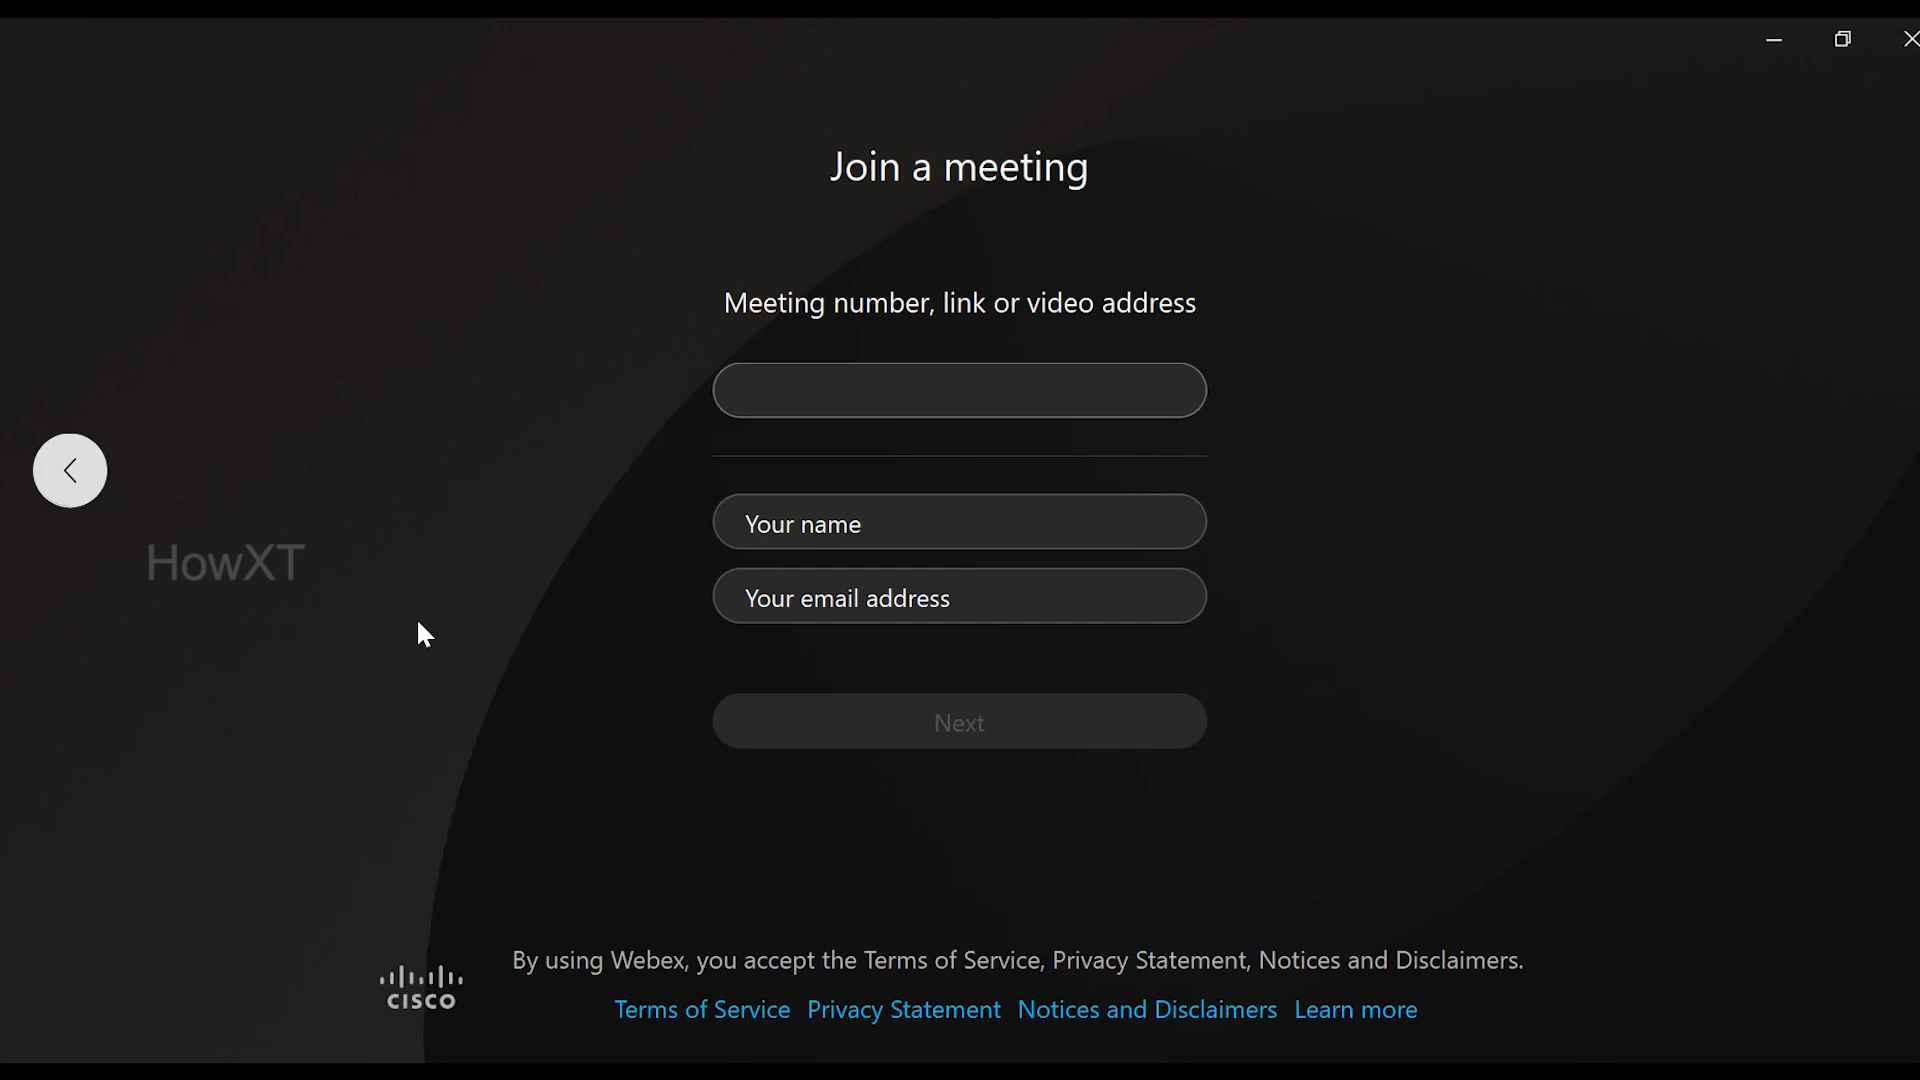 Join a meeting
Meeting number, link or video address
Your name
HowXT
Your email address
Next
By using Webex, you accept the Terms of Service, Privacy Statement, Notices and Disclaimers.
CISCO
Terms of Service Privacy Statement Notices and Disclaimers Learn more